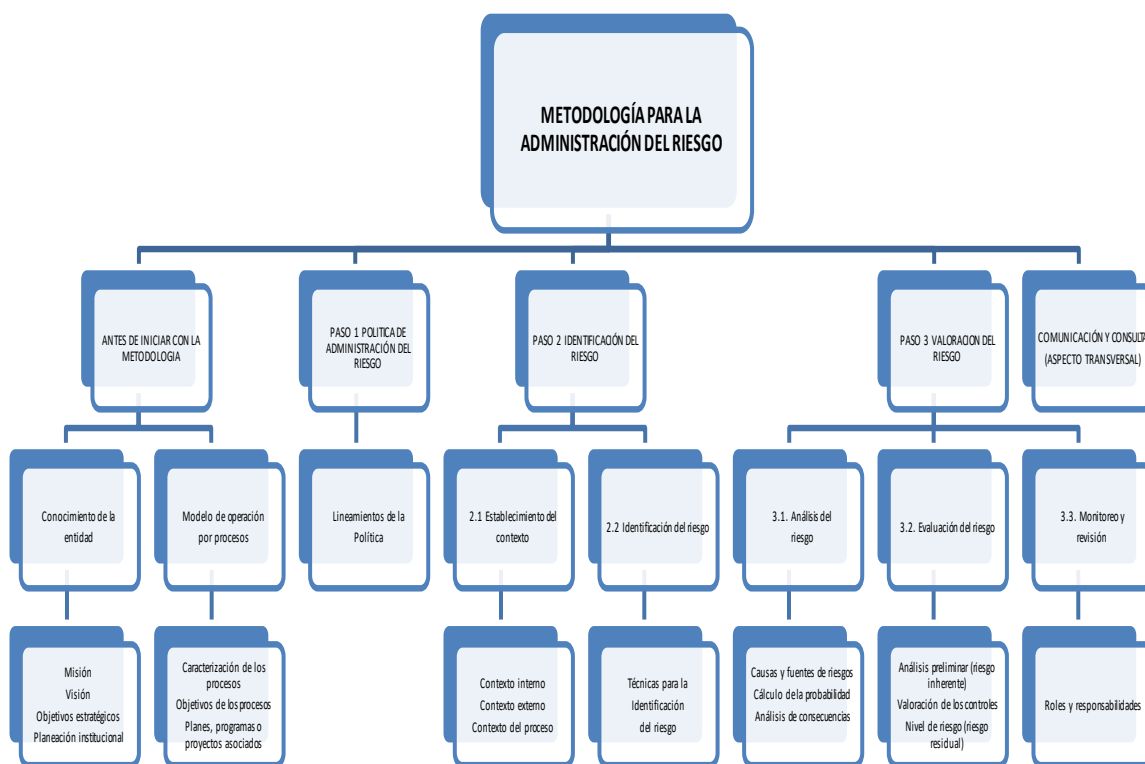 METODOLOGÍA PARA LA
ADMINISTRACIÓN DEL RIESGO
ANTES DE INICIAR CON LA
METODOLOGIA
PASO 1 POLITICA DE
ADMINISTRACIÓN DEL
RIESGO
PASO 2 IDENTIFICACIÓN DEL
RIESGO
PASO 3 VALORACION DEL
RIESGO
COMUNICACIÓN Y CONSULTA
(ASPECTO TRANSVERSAL)
Conocimiento de la
entidad
Modelo de operación
por procesos
Lineamientos de la
Política
2.1 Establecimiento del
contexto
2.2 Identificación del riesgo
3.1. Análisis del
riesgo
3.2. Evaluación del riesgo
3.3. Monitoreo y
revisión
Misión
Visión
Objetivos estratégicos
Planeación institucional
Caracterización de los
procesos
Objetivos de los procesos
Planes, programas o
proyectos asociados
Contexto interno
Contexto externo
Contexto del proceso
Técnicas para la
Identificación
del riesgo
Causas y fuentes de riesgos
Cálculo de la probabilidad
Análisis de consecuencias
Análisis preliminar (riesgo
inherente)
Valoración de los controles
Nivel de riesgo (riesgo
residual)
Roles y responsabilidades